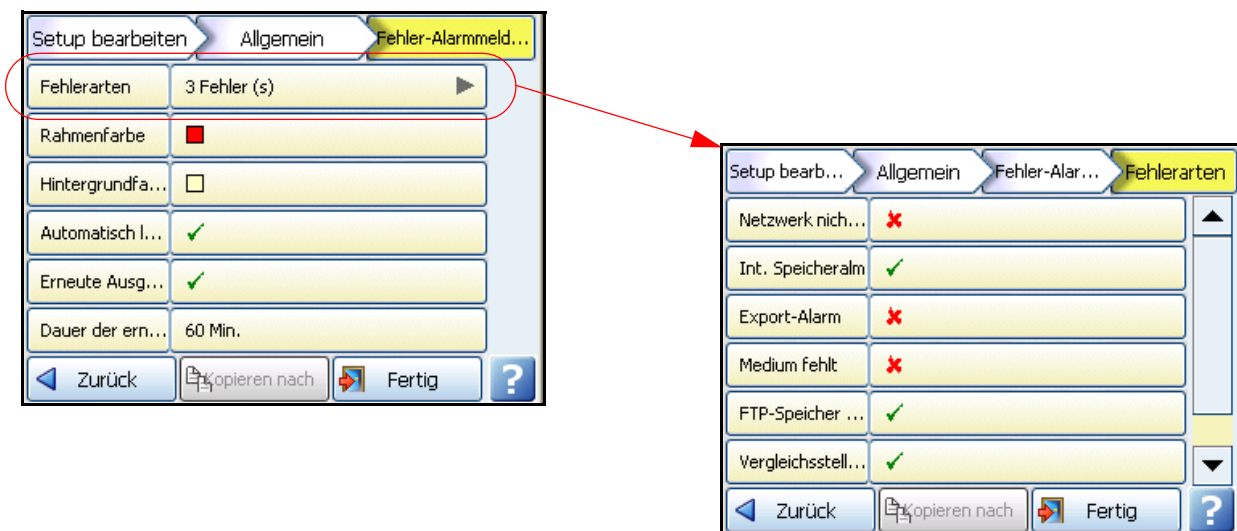 Setup bearbeiten Allgemein Fehler-Alarmmeld...
Fehlerarten 3 Fehler (s)
Rahmenfarbe
Hintergrundfa...
Automatisch l...
Erneute Ausg...
Dauer der ern... 60 Min.
Zurück Kopieren nach Fertig ?
Setup bearb... Allgemein Fehler-Alar... Fehlerarten
Netzwerk nich...
Int. Speicheralm
Export-Alarm
Medium fehlt
FTP-Speicher ...
Vergleichsstell...
Zurück Kopieren nach Fertig ?